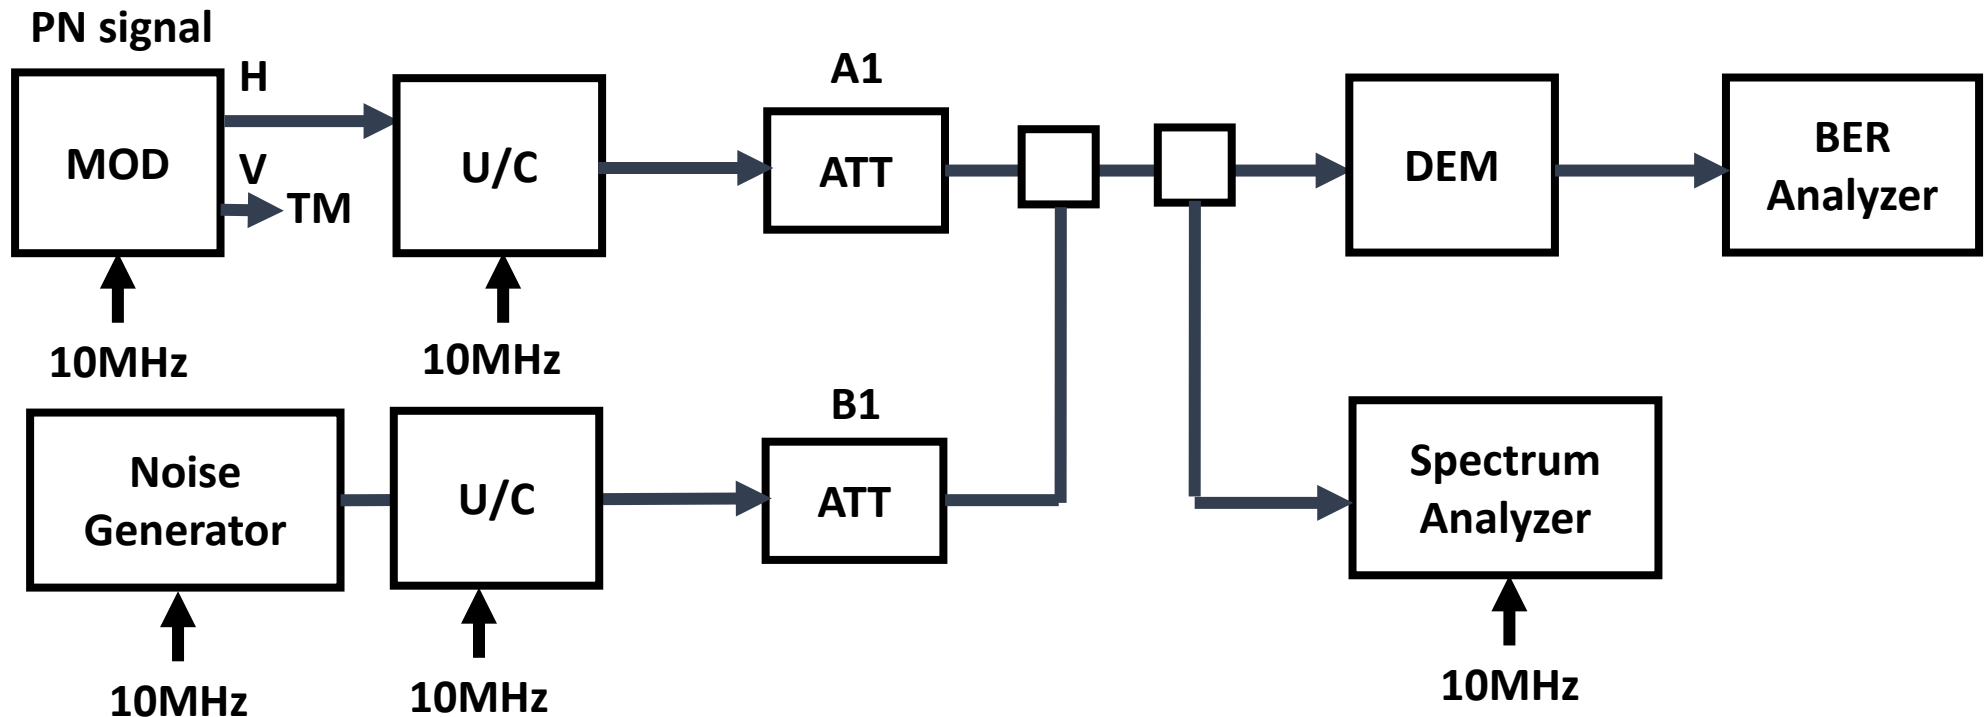 PN signal
H
A1
MOD
U/C
ATT
DEM
BER
Analyzer
V
TM
10MHz
10MHz
B1
Noise
Generator
U/C
ATT
Spectrum
Analyzer
10MHz
10MHz
10MHz